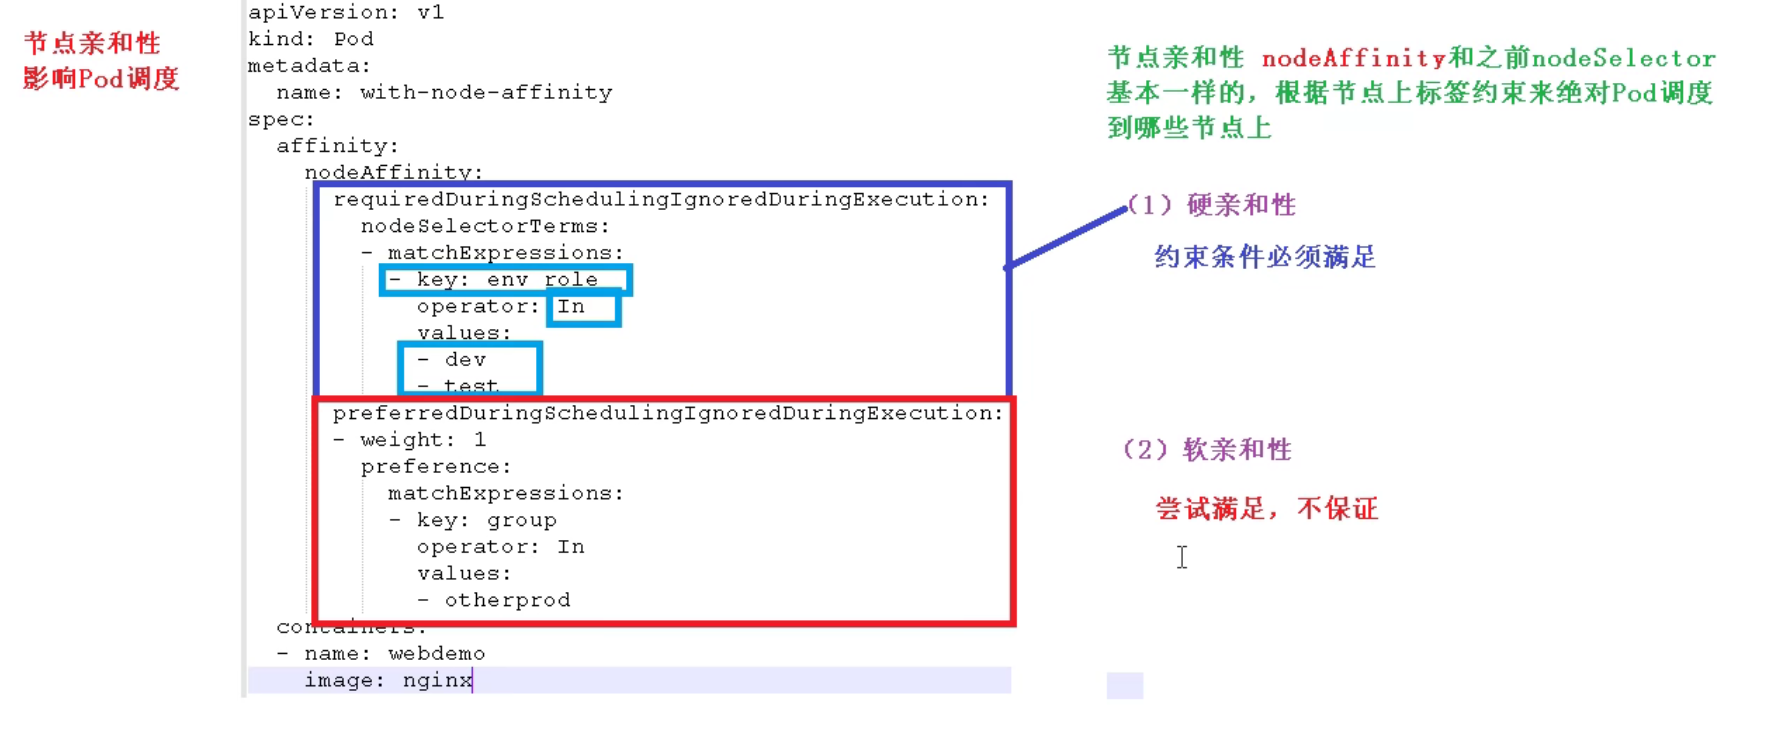 节点亲和性
影响Pod调度
apiVersion: v1
kind: Pod
metadata:
  name: with-node-affinity
spec:
  affinity:
    nodeAffinity:
      requiredDuringSchedulingIgnoredDuringExecution:
        nodeSelectorTerms:
        - matchExpressions:
          - key: env_role
            operator: In
            values:
            - dev
            - test
      preferredDuringSchedulingIgnoredDuringExecution:
      - weight: 1
        preference:
          matchExpressions:
          - key: group
            operator: In
            values:
            - otherprod
  containers:
  - name: webdemo
    image: nginx
节点亲和性 nodeAffinity和之前nodeSelector
基本一样的，根据节点上标签约束来绝对Pod调度
到哪些节点上
（1）硬亲和性
约束条件必须满足
（2）软亲和性
尝试满足，不保证